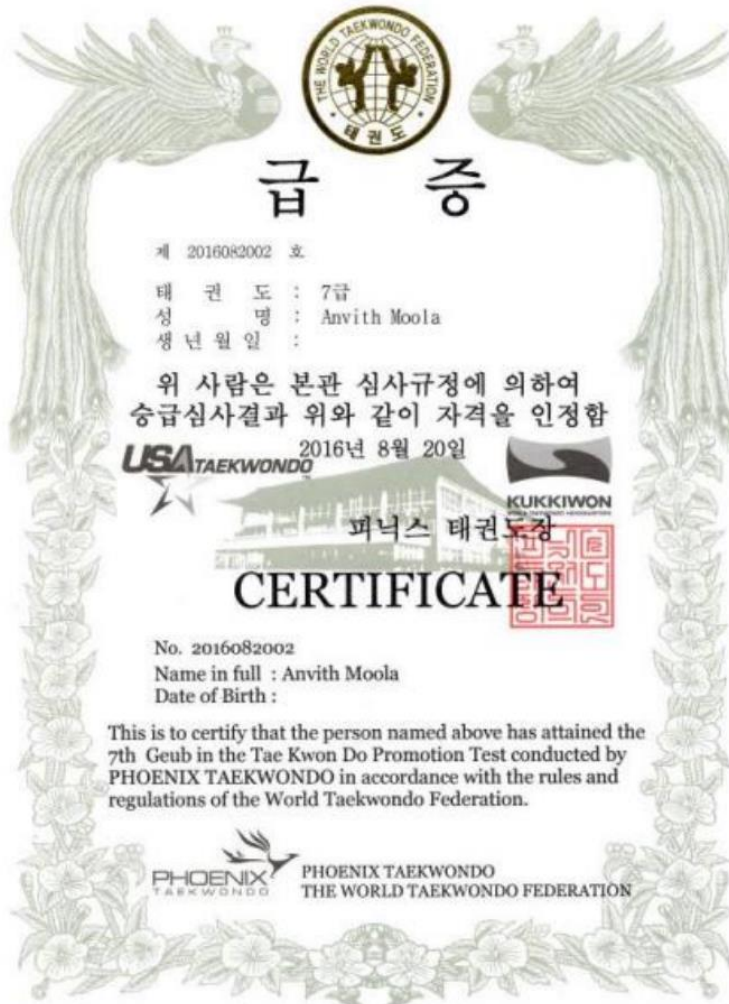 THE WORLD TAEKWONDO FEDERATION
태권도
급 증
제 2016082002 호
태 권 도 : 7급
성 명 : Anvith Moola
생 년 월 일 :
위 사람은 본관 심사규정에 의하여
승급심사결과 위와 같이 자격을 인정함
2016년 8월 20일
USA TAEKWONDO
KUKKIWON
WORLD TAEKWONDO HEADQUARTERS
피닉스 태권도장
CERTIFICATE
No. 2016082002
Name in full : Anvith Moola
Date of Birth :
This is to certify that the person named above has attained the
7th Geub in the Tae Kwon Do Promotion Test conducted by
PHOENIX TAEKWONDO in accordance with the rules and
regulations of the World Taekwondo Federation.
PHOENIX
TAEKWONDO
PHOENIX TAEKWONDO
THE WORLD TAEKWONDO FEDERATION